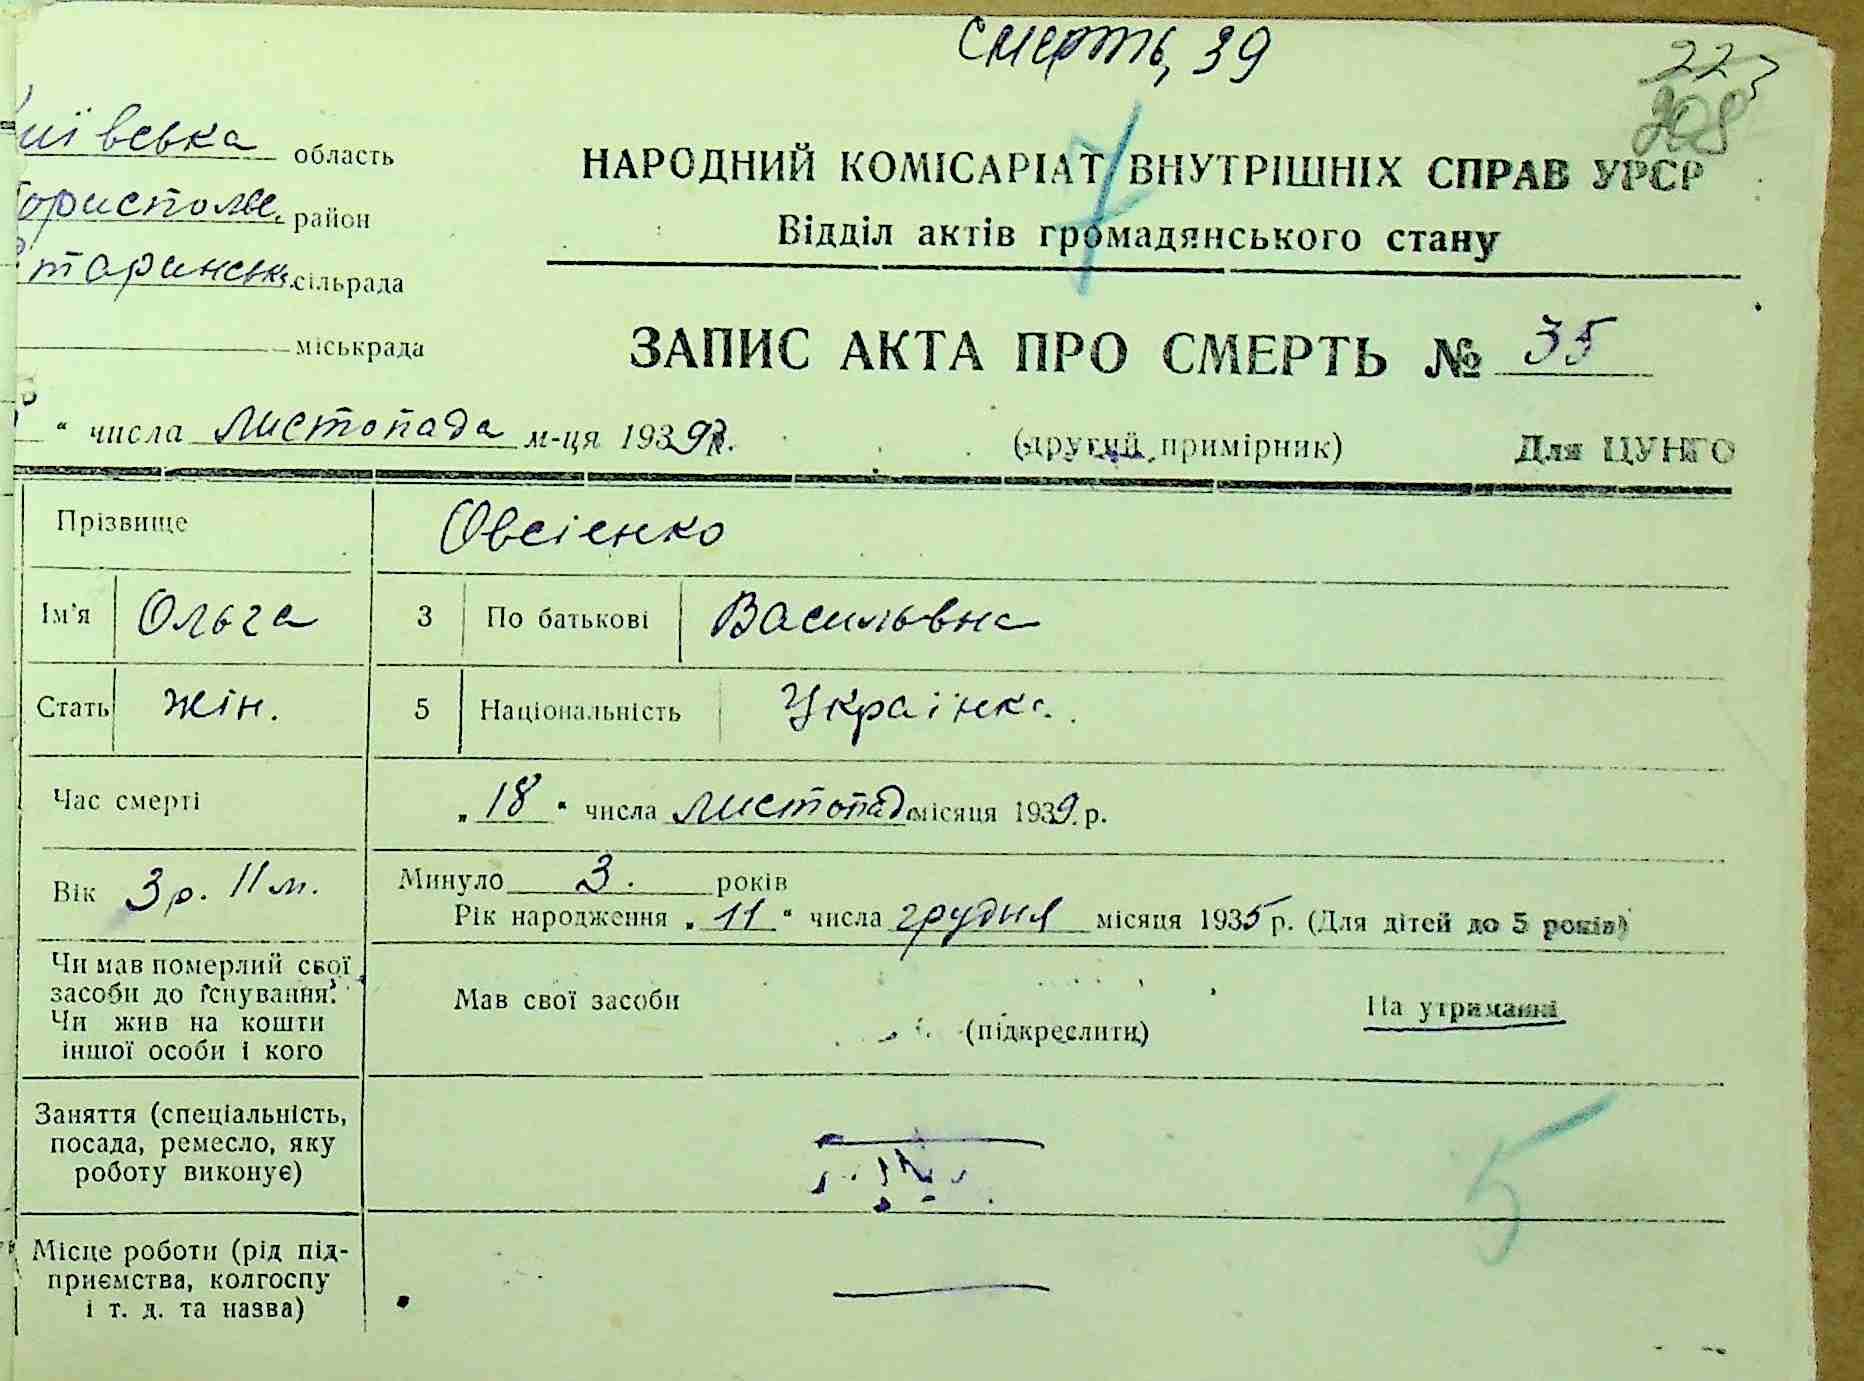 Смерть, 39
223
208
Київська область
Бориспольс. район
Старинськ. сільрада
міськрада
НАРОДНИЙ КОМІСАРІАТ ВНУТРІШНІХ СПРАВ УРСР
Відділ актів громадянського стану
ЗАПИС АКТА ПРО СМЕРТЬ № 35
" числа листопада м-ця 1939 р.
(другий примірник) Для ЦУНГО
Прізвище Овсієнко
Ім'я Ольга 3 По батькові Васильвна
Стать жін. 5 Національність Українка.
Час смерті „ 18 " числа листопад місяця 1939. р.
Вік 3 р. 11 м. Минуло 3. років
Рік народження „ 11 " числа грудня місяця 1935 р. (Для дітей до 5 років)
Чи мав померлий свої
засоби до існування?
Чи жив на кошти
іншої особи і кого
Мав свої засоби (підкреслити) На утриманні
Заняття (спеціальність,
посада, ремесло, яку
роботу виконує)
5
Місце роботи (рід під-
приємства, колгоспу
і т. д. та назва)